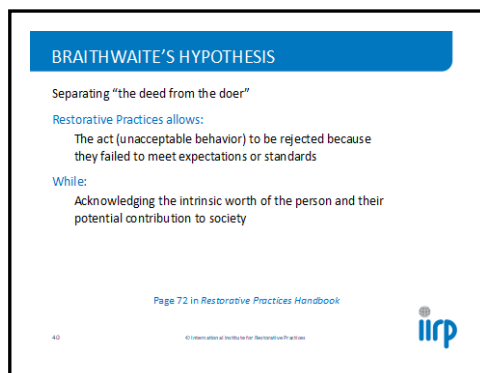 BRAITHWAITE'S HYPOTHESIS
Separating “the deed from the doer”
Restorative Practices allows:
The act (unacceptable behavior) to be rejected because
they failed to meet expectations or standards
While:
Acknowledging the intrinsic worth of the person and their
potential contribution to society
Page 72 in Restorative Practices Handbook
40
© International Institute for Restorative Practices
iirp